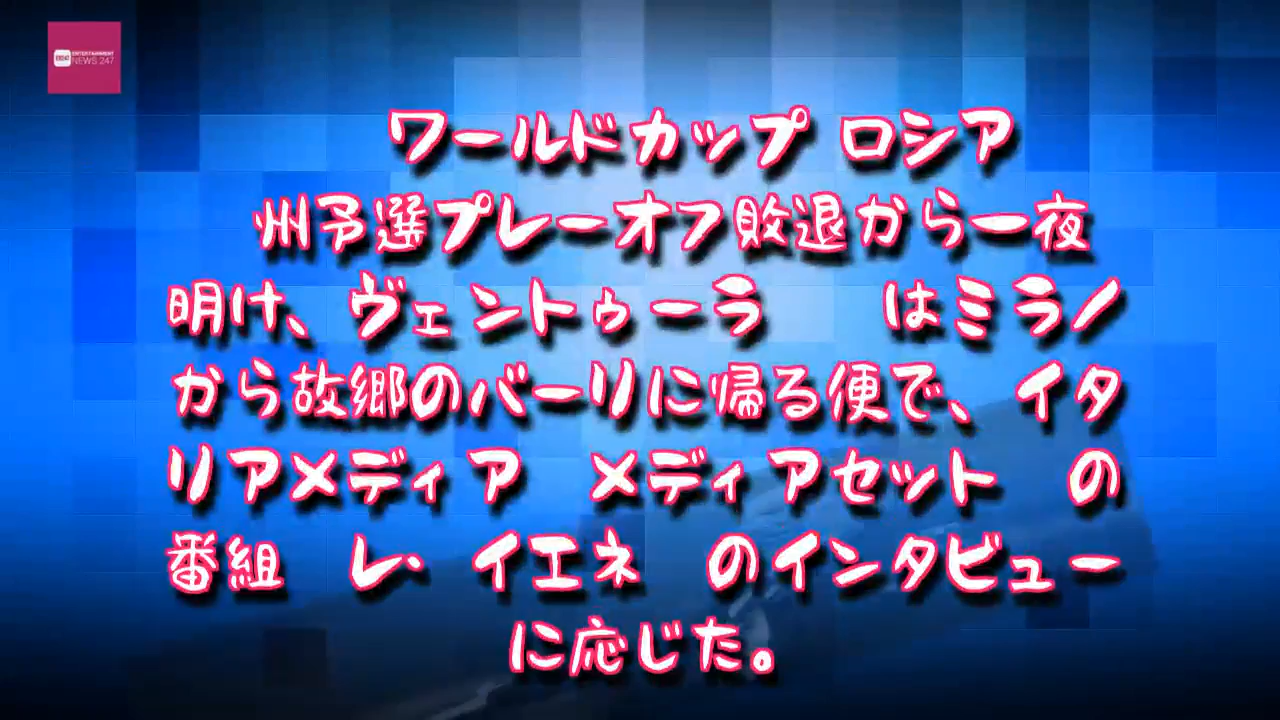 ENTERTAINMENT
NEWS 247
ワールドカップ ロシア
州予選プレーオフ敗退から一夜
明け、ヴェントゥーラ はミラノ
から故郷のバーリに帰る便で、イタ
リアメディア メディアセット の
番組 レ・イエネ のインタビュー
に応じた。